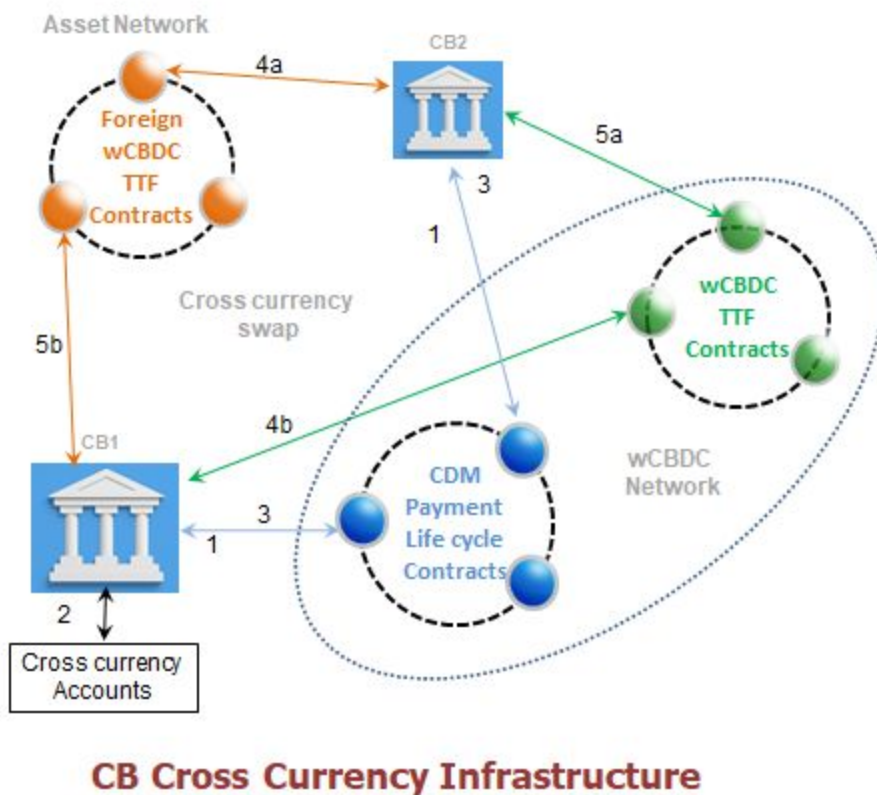 Asset Network
CB2
4a
Foreign
wCBDC
TTF
Contracts
5a
3
1
wCBDC
TTF
Contracts
Cross currency
swap
5b
4b
CB1
wCBDC
Network
CDM
Payment
Life cycle
Contracts
3
1
2
Cross currency
Accounts
CB Cross Currency Infrastructure